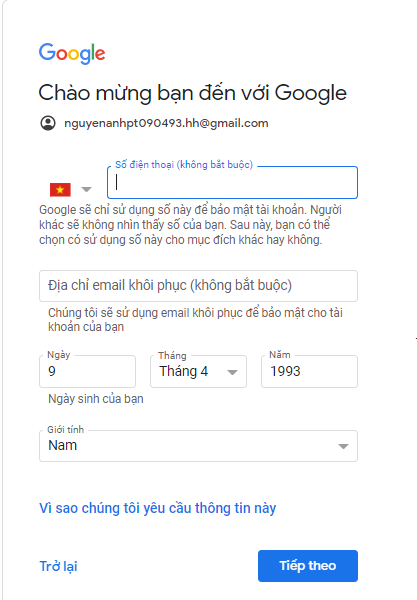 Google
Chào mừng bạn đến với Google
nguyenanhpt090493.hh@gmail.com
Số điện thoại (không bắt buộc)
Google sẽ chỉ sử dụng số này để bảo mật tài khoản. Người
khác sẽ không nhìn thấy số của bạn. Sau này, bạn có thể
chọn có sử dụng số này cho mục đích khác hay không.
Địa chỉ email khôi phục (không bắt buộc)
Chúng tôi sẽ sử dụng email khôi phục để bảo mật cho tài
khoản của bạn
Ngày Tháng Năm
9 Tháng 4 1993
Ngày sinh của bạn
Giới tính
Nam
Vì sao chúng tôi yêu cầu thông tin này
Trở lại Tiếp theo